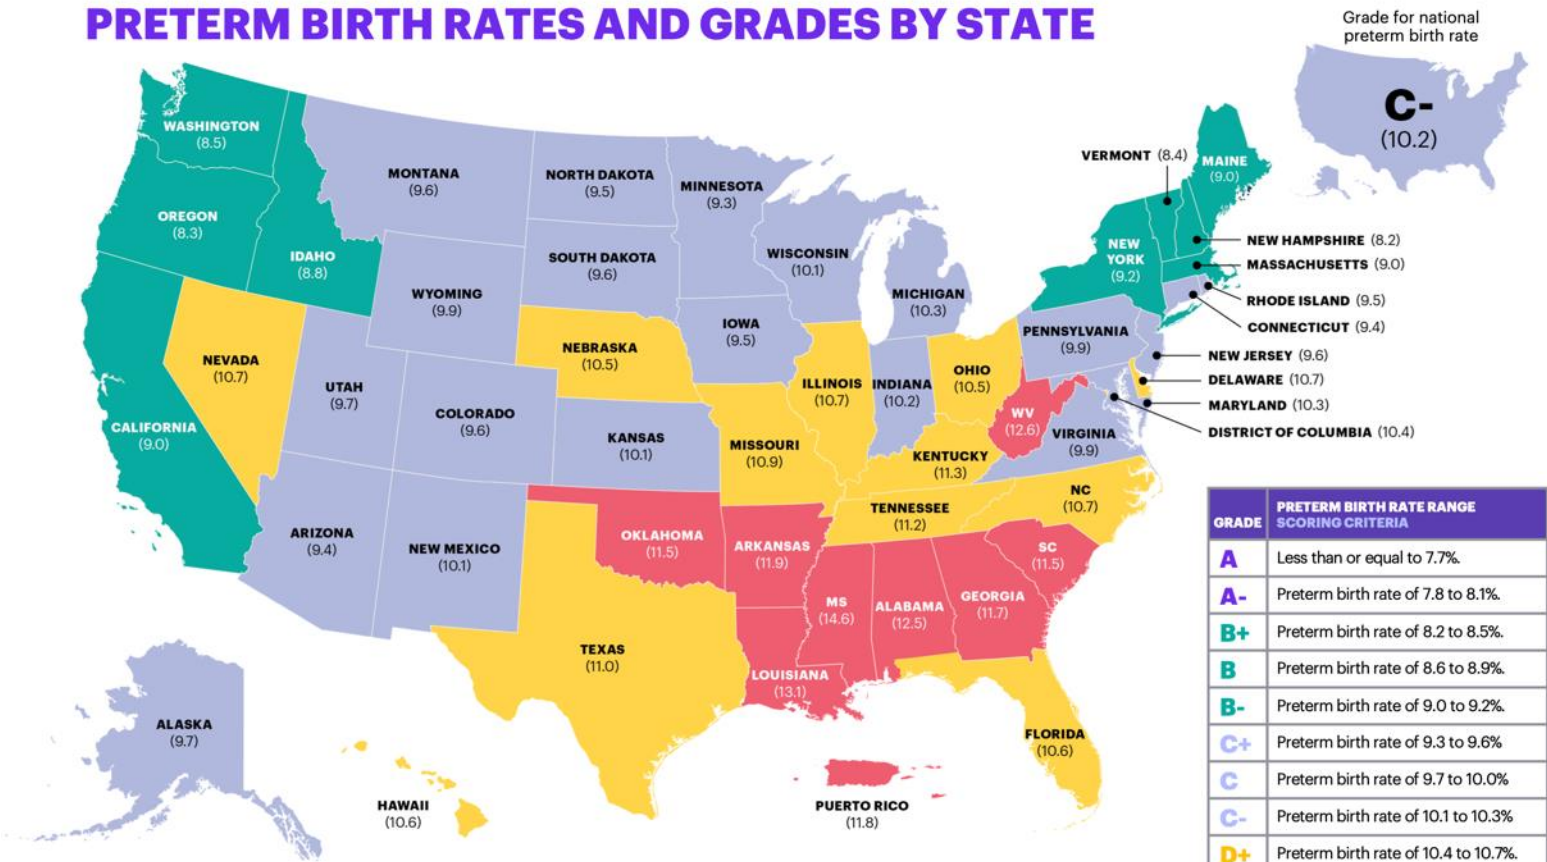 PRETERM BIRTH RATES AND GRADES BY STATE
Grade for national
preterm birth rate
C-
(10.2)
WASHINGTON
(8.5)
OREGON
(8.3)
IDAHO
(8.8)
MONTANA
(9.6)
NORTH DAKOTA
(9.5)
MINNESOTA
(9.3)
SOUTH DAKOTA
(9.6)
WISCONSIN
(10.1)
MICHIGAN
(10.3)
WYOMING
(9.9)
IOWA
(9.5)
NEBRASKA
(10.5)
NEVADA
(10.7)
UTAH
(9.7)
COLORADO
(9.6)
KANSAS
(10.1)
CALIFORNIA
(9.0)
ILLINOIS
(10.7)
INDIANA
(10.2)
OHIO
(10.5)
PENNSYLVANIA
(9.9)
WV
(12.6)
VIRGINIA
(9.9)
MISSOURI
(10.9)
KENTUCKY
(11.3)
NC
(10.7)
TENNESSEE
(11.2)
ARIZONA
(9.4)
NEW MEXICO
(10.1)
OKLAHOMA
(11.5)
ARKANSAS
(11.9)
SC
(11.5)
MS
(14.6)
ALABAMA
(12.5)
GEORGIA
(11.7)
TEXAS
(11.0)
LOUISIANA
(13.1)
FLORIDA
(10.6)
ALASKA
(9.7)
HAWAII
(10.6)
PUERTO RICO
(11.8)
VERMONT (8.4)
MAINE
(9.0)
NEW
YORK
(9.2)
NEW HAMPSHIRE (8.2)
MASSACHUSETTS (9.0)
RHODE ISLAND (9.5)
CONNECTICUT (9.4)
NEW JERSEY (9.6)
DELAWARE (10.7)
MARYLAND (10.3)
DISTRICT OF COLUMBIA (10.4)
GRADE PRETERM BIRTH RATE RANGE
SCORING CRITERIA
A Less than or equal to 7.7%.
A- Preterm birth rate of 7.8 to 8.1%.
B+ Preterm birth rate of 8.2 to 8.5%.
B Preterm birth rate of 8.6 to 8.9%.
B- Preterm birth rate of 9.0 to 9.2%.
C+ Preterm birth rate of 9.3 to 9.6%
C Preterm birth rate of 9.7 to 10.0%
C- Preterm birth rate of 10.1 to 10.3%
D+ Preterm birth rate of 10.4 to 10.7%.